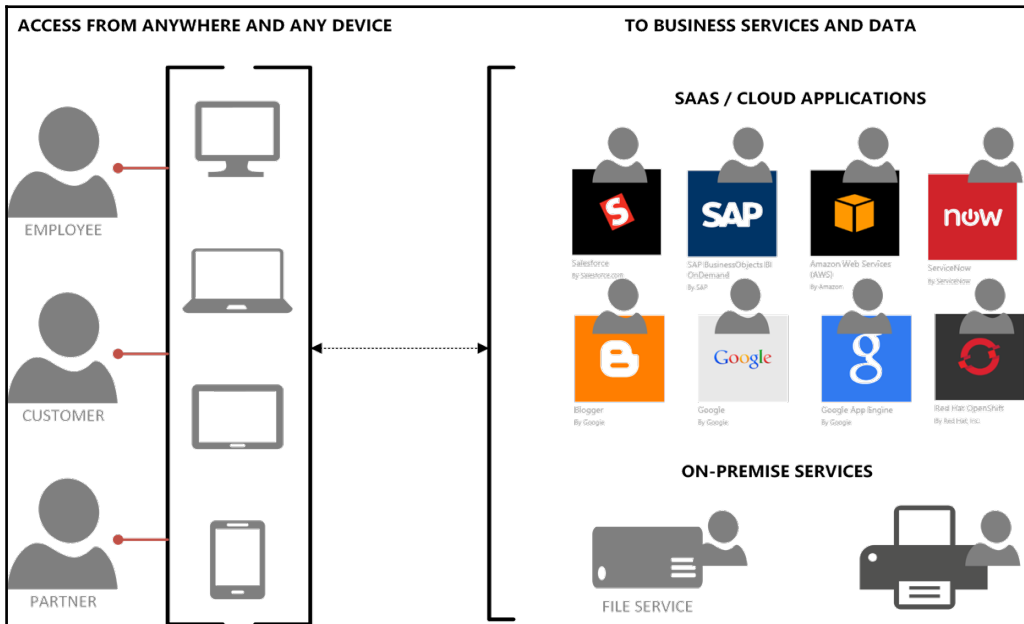 ACCESS FROM ANYWHERE AND ANY DEVICE
TO BUSINESS SERVICES AND DATA
SAAS / CLOUD APPLICATIONS
EMPLOYEE
CUSTOMER
PARTNER
S
SAP
now
Salesforce
By Salesforce.com
SAP BusinessObjects BI
OnDemand
By SAP
Amazon Web Services
(AWS)
By Amazon
ServiceNow
By ServiceNow
B
Google
g
Blogger
By Google
Google
By Google
Google App Engine
By Google
Red Hat OpenShift
By Red Hat, Inc.
ON-PREMISE SERVICES
FILE SERVICE